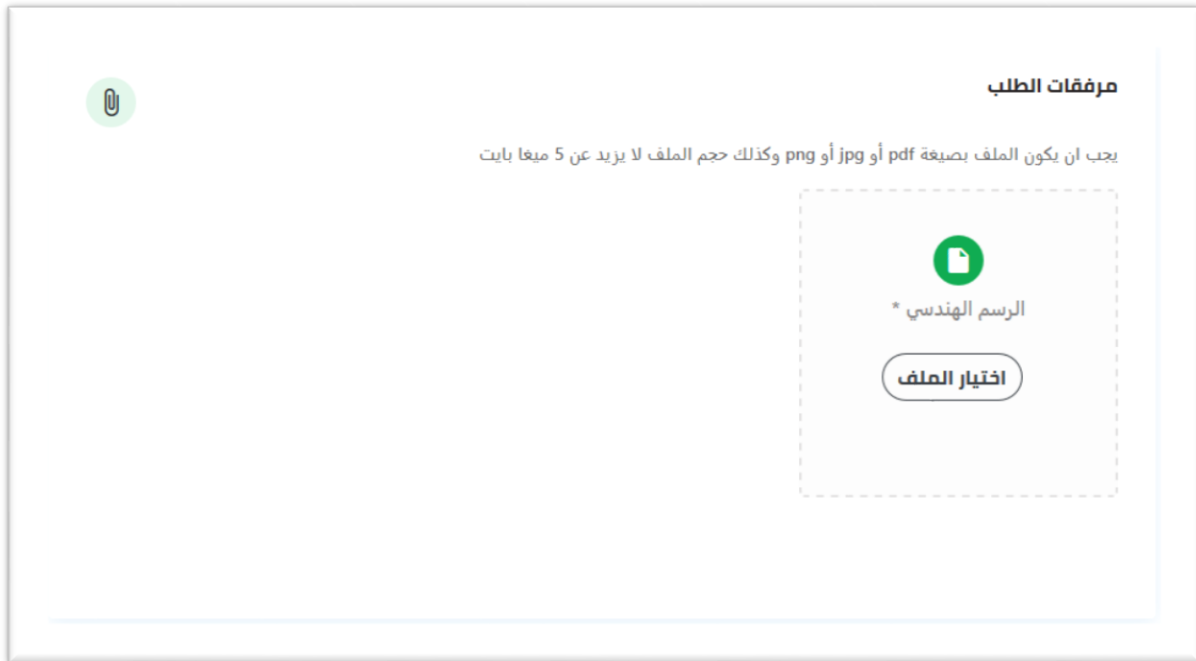 مرفقات الطلب
يجب ان يكون الملف بصيغة pdf أو jpg أو png وكذلك حجم الملف لا يزيد عن 5 ميغا بايت
الرسم الهندسي *
اختيار الملف